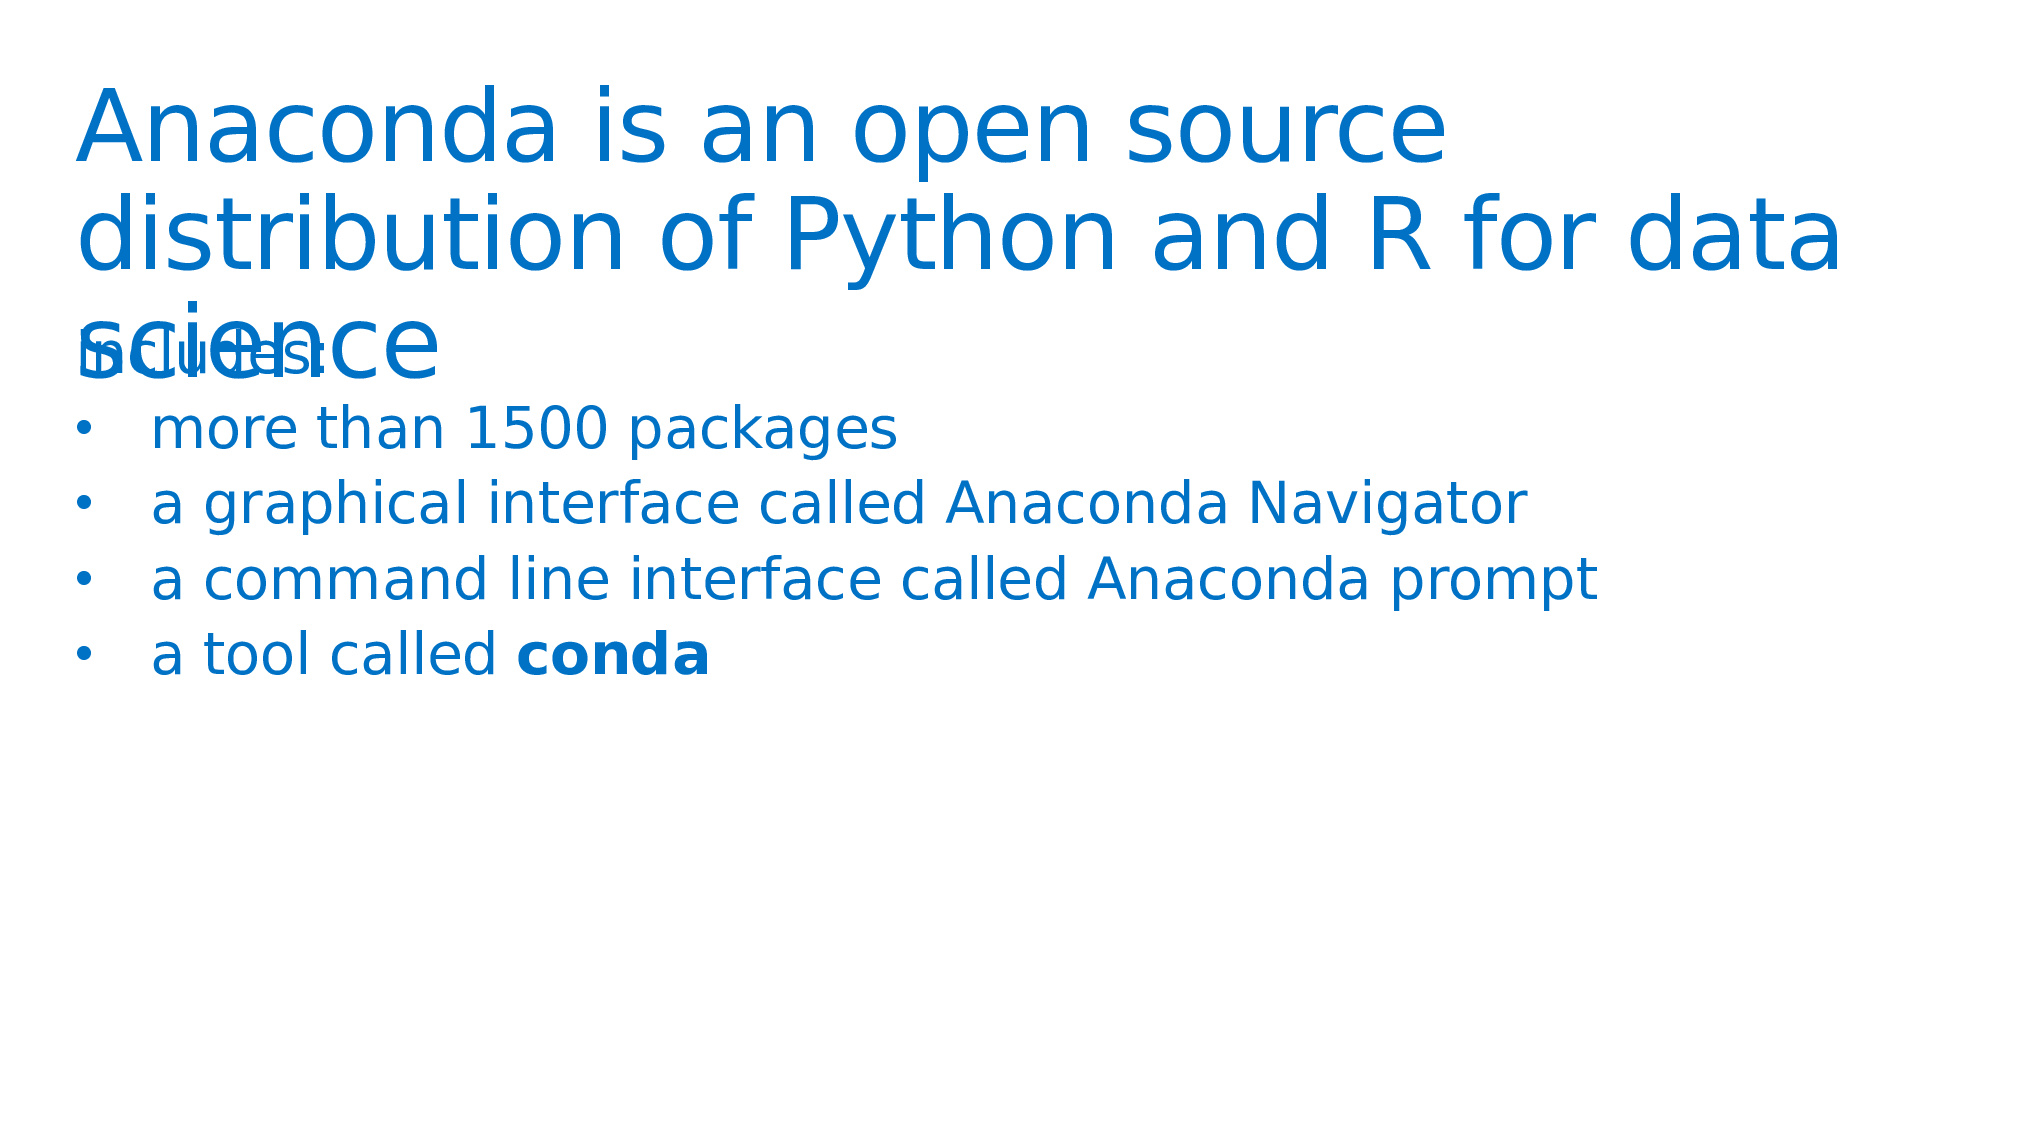 Anaconda is an open source
distribution of Python and R for data
science
includes:
• more than 1500 packages
• a graphical interface called Anaconda Navigator
• a command line interface called Anaconda prompt
• a tool called conda